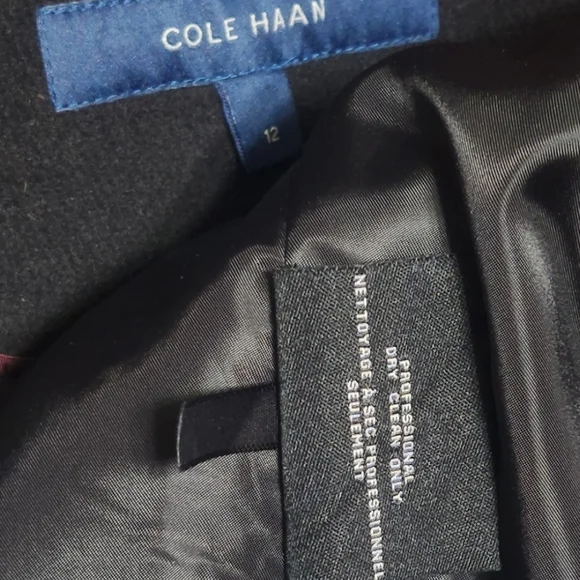 COLE HAAN
12
PROFESSIONAL
DRY CLEAN ONLY
NETTOYAGE A SEC PROFESSIONNEL
SEULEMENT